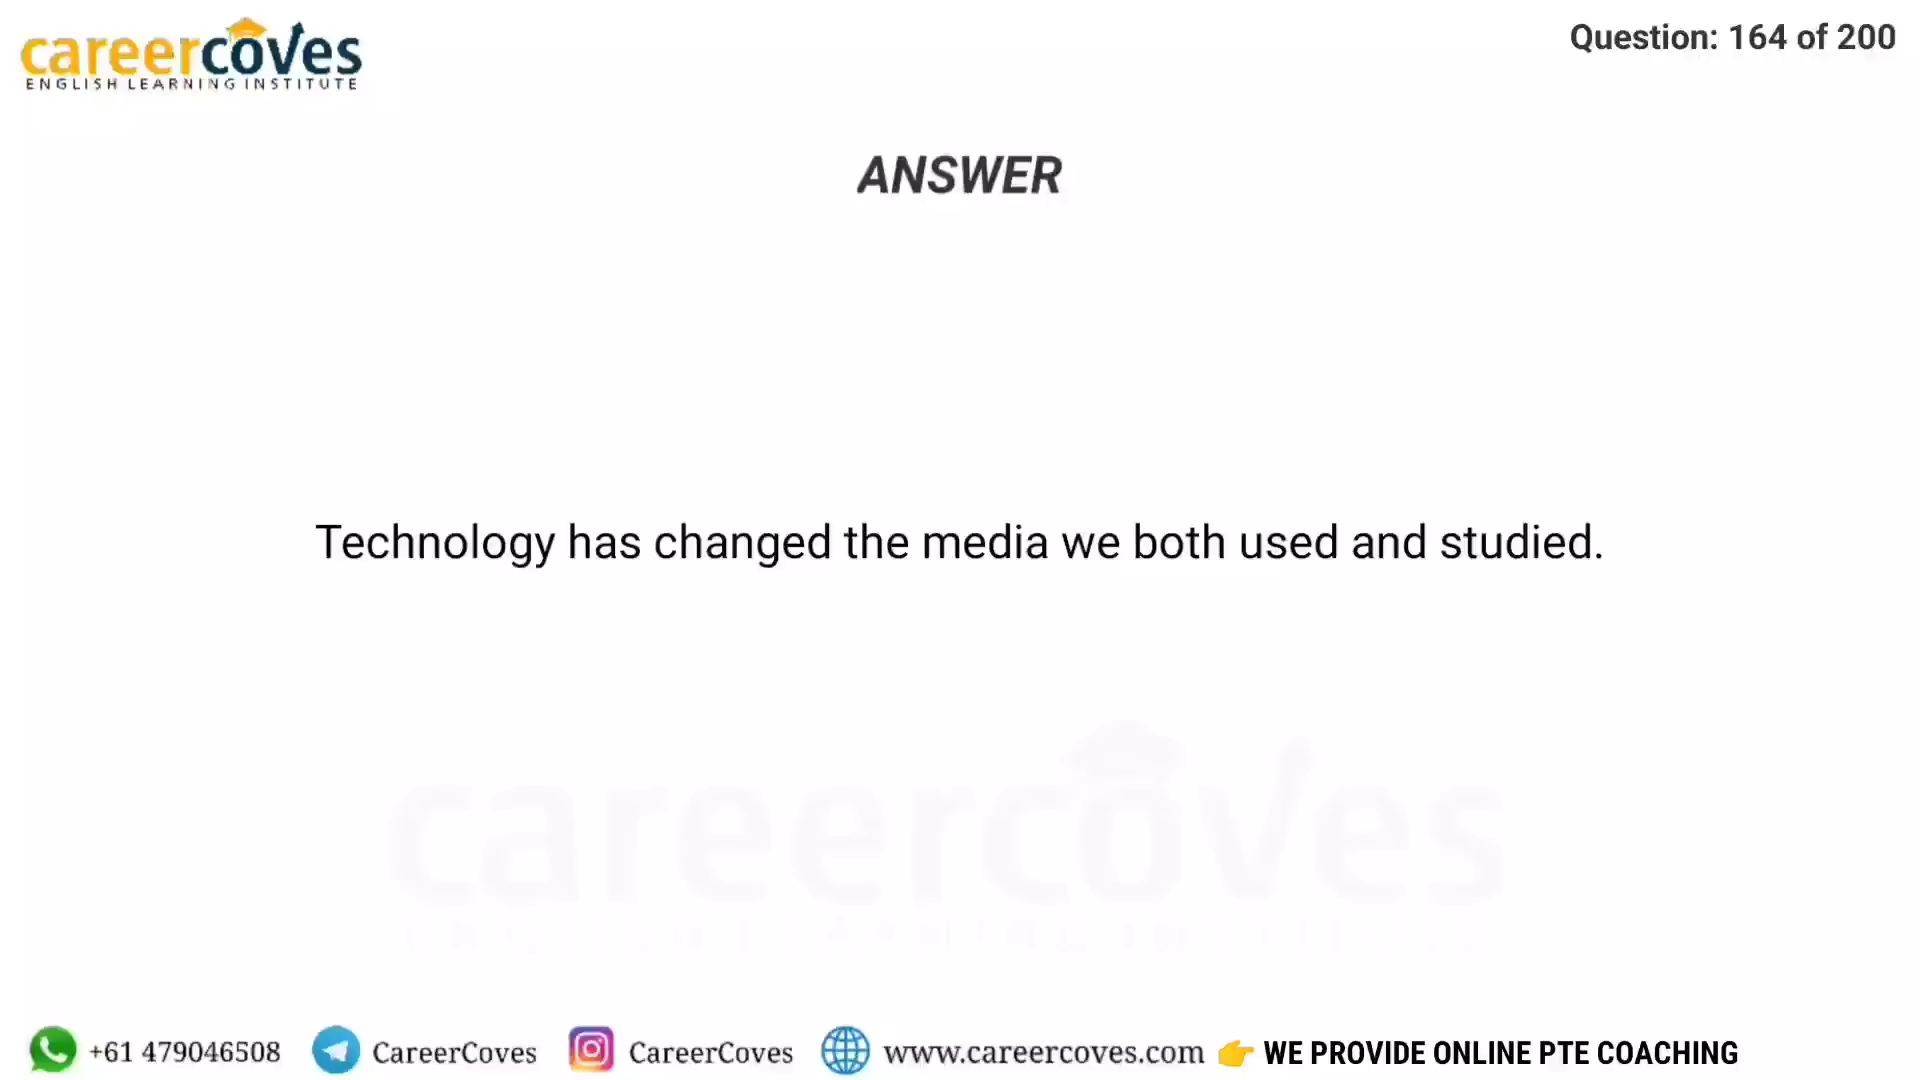 careercoves
ENGLISH LEARNING INSTITUTE
Question: 164 of 200
ANSWER
Technology has changed the media we both used and studied.
careercoves
+61 479046508 CareerCoves CareerCoves www.careercoves.com 👉 WE PROVIDE ONLINE PTE COACHING